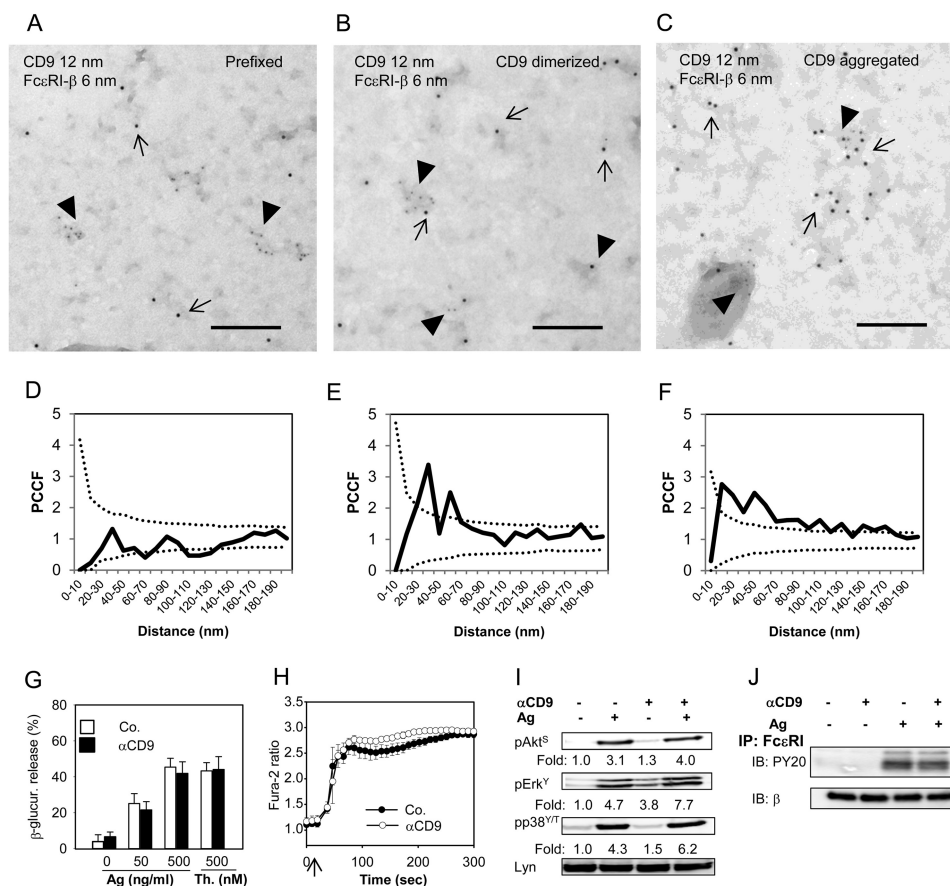 A
B
C
CD9 12 nm Prefixed
FcεRI-β 6 nm
CD9 12 nm CD9 dimerized
FcεRI-β 6 nm
CD9 12 nm CD9 aggregated
FcεRI-β 6 nm
D
E
F
5
4
3
2
1
0
PCCF
0-10 20-30 40-50 60-70 80-90 100-110 120-130 140-150 160-170 180-190
Distance (nm)
5
4
3
2
1
0
PCCF
0-10 20-30 40-50 60-70 80-90 100-110 120-130 140-150 160-170 180-190
Distance (nm)
5
4
3
2
1
0
PCCF
0-10 20-30 40-50 60-70 80-90 100-110 120-130 140-150 160-170 180-190
Distance (nm)
G
80
60
40
20
0
β-glucur. release (%)
Co.
αCD9
0 50 500 500
Ag (ng/ml) Th. (nM)
H
3.5
3.0
2.5
2.0
1.5
1.0
Fura-2 ratio
Co.
αCD9
0 100 200 300
Time (sec)
I
αCD9 - - + +
Ag - + - +
pAktS
Fold: 1.0 3.1 1.3 4.0
pErkY
Fold: 1.0 4.7 3.8 7.7
pp38Y/T
Fold: 1.0 4.3 1.5 6.2
Lyn
J
αCD9 - + - +
Ag - - + +
IP: FcεRI
IB: PY20
IB: β